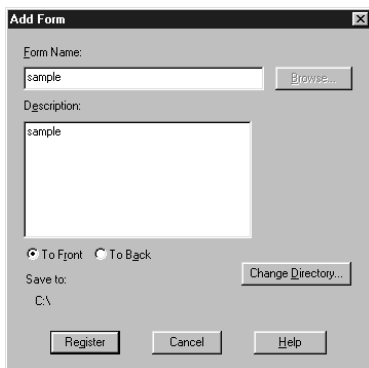 Add Form
Form Name:
sample
Browse...
Description:
sample
To Front To Back
Save to:
Change Directory...
C:\
Register Cancel Help